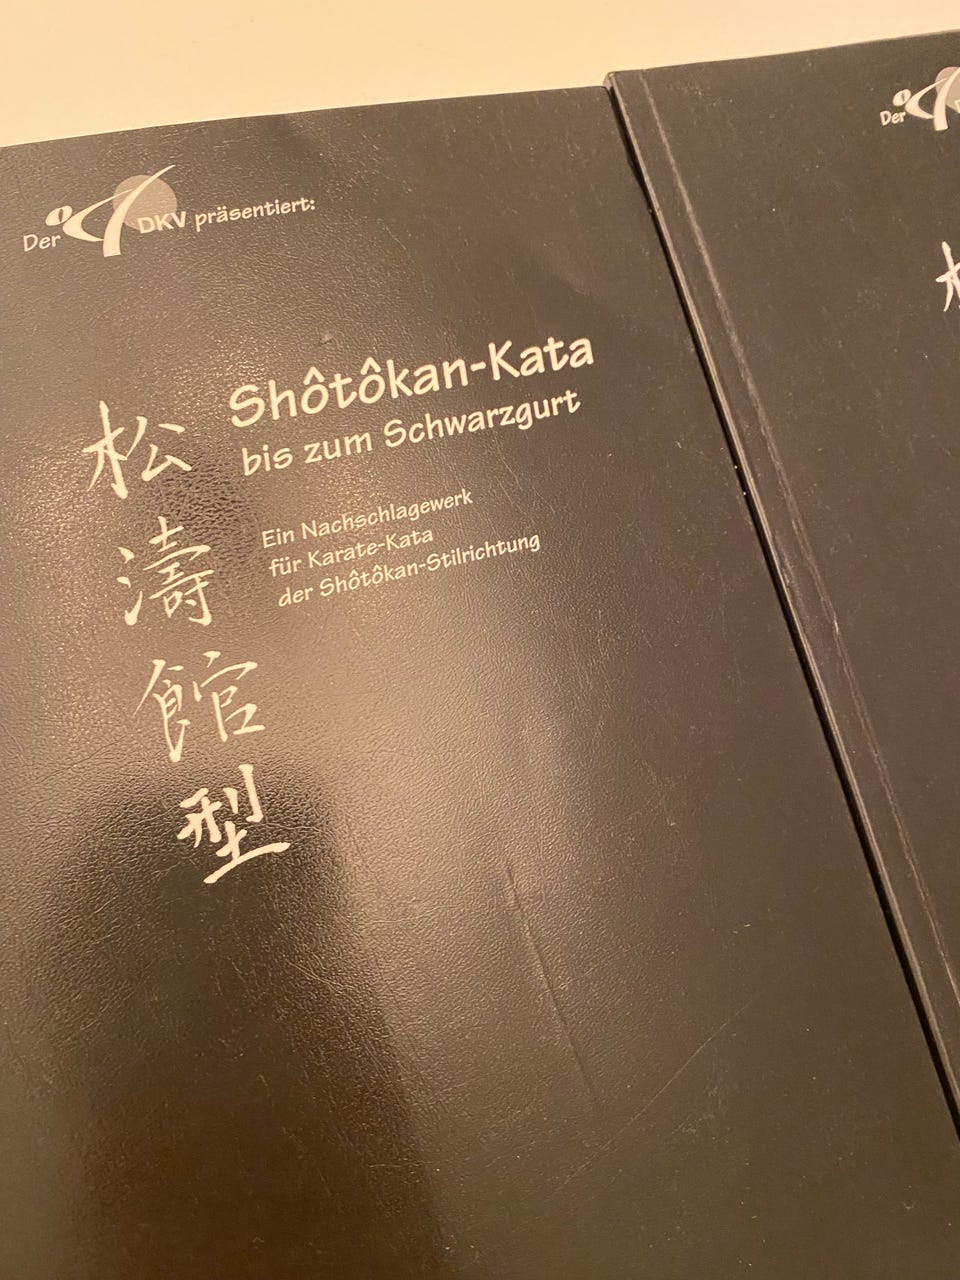 Der DKV präsentiert:
Shôtôkan-Kata
bis zum Schwarzgurt
Ein Nachschlagewerk
für Karate-Kata
der Shôtôkan-Stilrichtung
松濤館型
Der